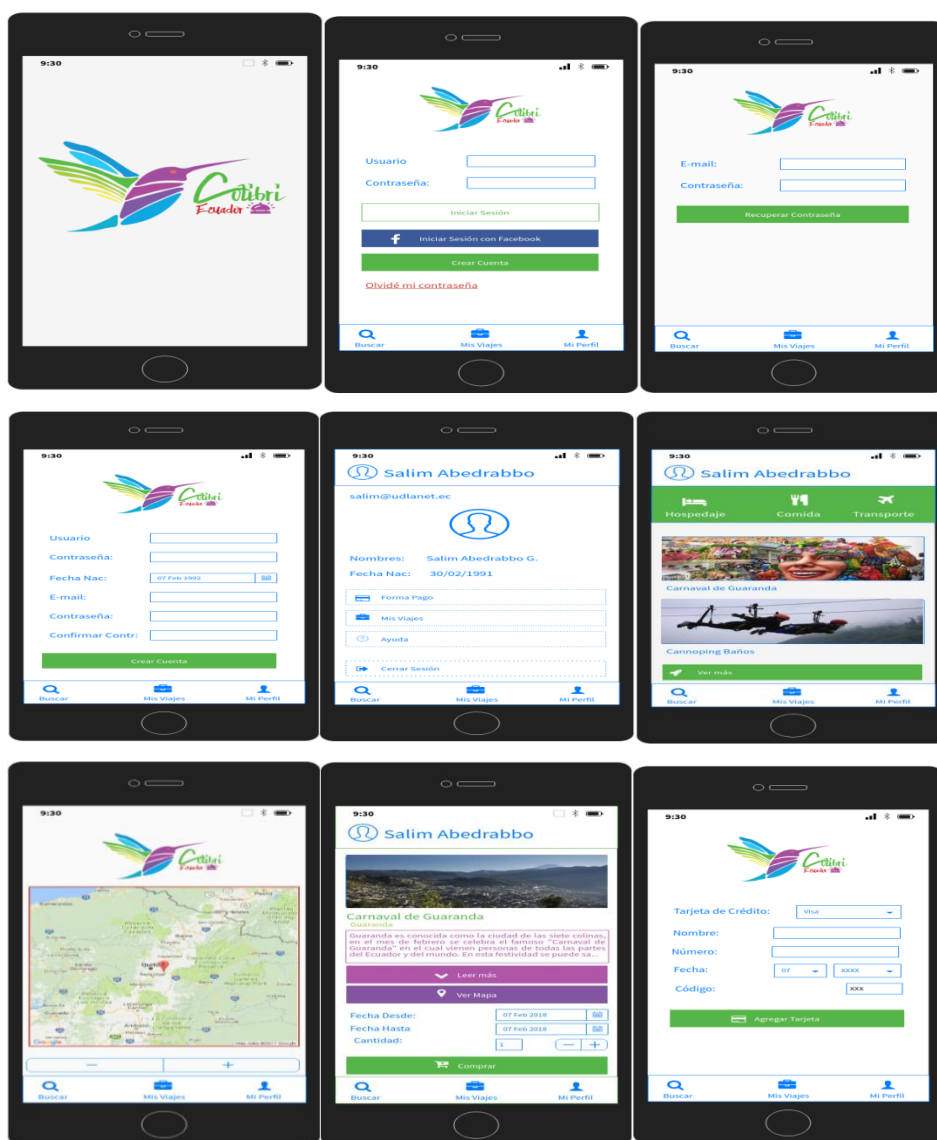 9:30
Colibri
Ecuador
9:30
Colibri
Ecuador
Usuario
Contraseña:
Iniciar Sesión
f Iniciar Sesión con Facebook
Crear Cuenta
Olvidé mi contraseña
Buscar Mis Viajes Mi Perfil
9:30
Colibri
Ecuador
E-mail:
Contraseña:
Recuperar Contraseña
Buscar Mis Viajes Mi Perfil
9:30
Colibri
Ecuador
Usuario
Contraseña:
Fecha Nac: 07 Feb 1992
E-mail:
Contraseña:
Confirmar Contr:
Crear Cuenta
Buscar Mis Viajes Mi Perfil
9:30
Salim Abedrabbo
salim@udlanet.ec
Nombres: Salim Abedrabbo G.
Fecha Nac: 30/02/1991
Forma Pago
Mis Viajes
Ayuda
Cerrar Sesión
Buscar Mis Viajes Mi Perfil
9:30
Salim Abedrabbo
Hospedaje Comida Transporte
Carnaval de Guaranda
Cannoping Baños
Ver más
Buscar Mis Viajes Mi Perfil
9:30
Colibri
Ecuador
Quito
Google
− +
Buscar Mis Viajes Mi Perfil
9:30
Salim Abedrabbo
Carnaval de Guaranda
Guaranda
Guaranda es conocida como la ciudad de las siete colinas,
en el mes de febrero se celebra el famoso "Carnaval de
Guaranda" en el cual vienen personas de todas las partes
del Ecuador y del mundo. En esta festividad se puede sa...
Leer más
Ver Mapa
Fecha Desde: 07 Feb 2018
Fecha Hasta 07 Feb 2018
Cantidad: 1 − +
Comprar
Buscar Mis Viajes Mi Perfil
9:30
Colibri
Ecuador
Tarjeta de Crédito: Visa
Nombre:
Número:
Fecha: 07 XXXX
Código: XXX
Agregar Tarjeta
Buscar Mis Viajes Mi Perfil